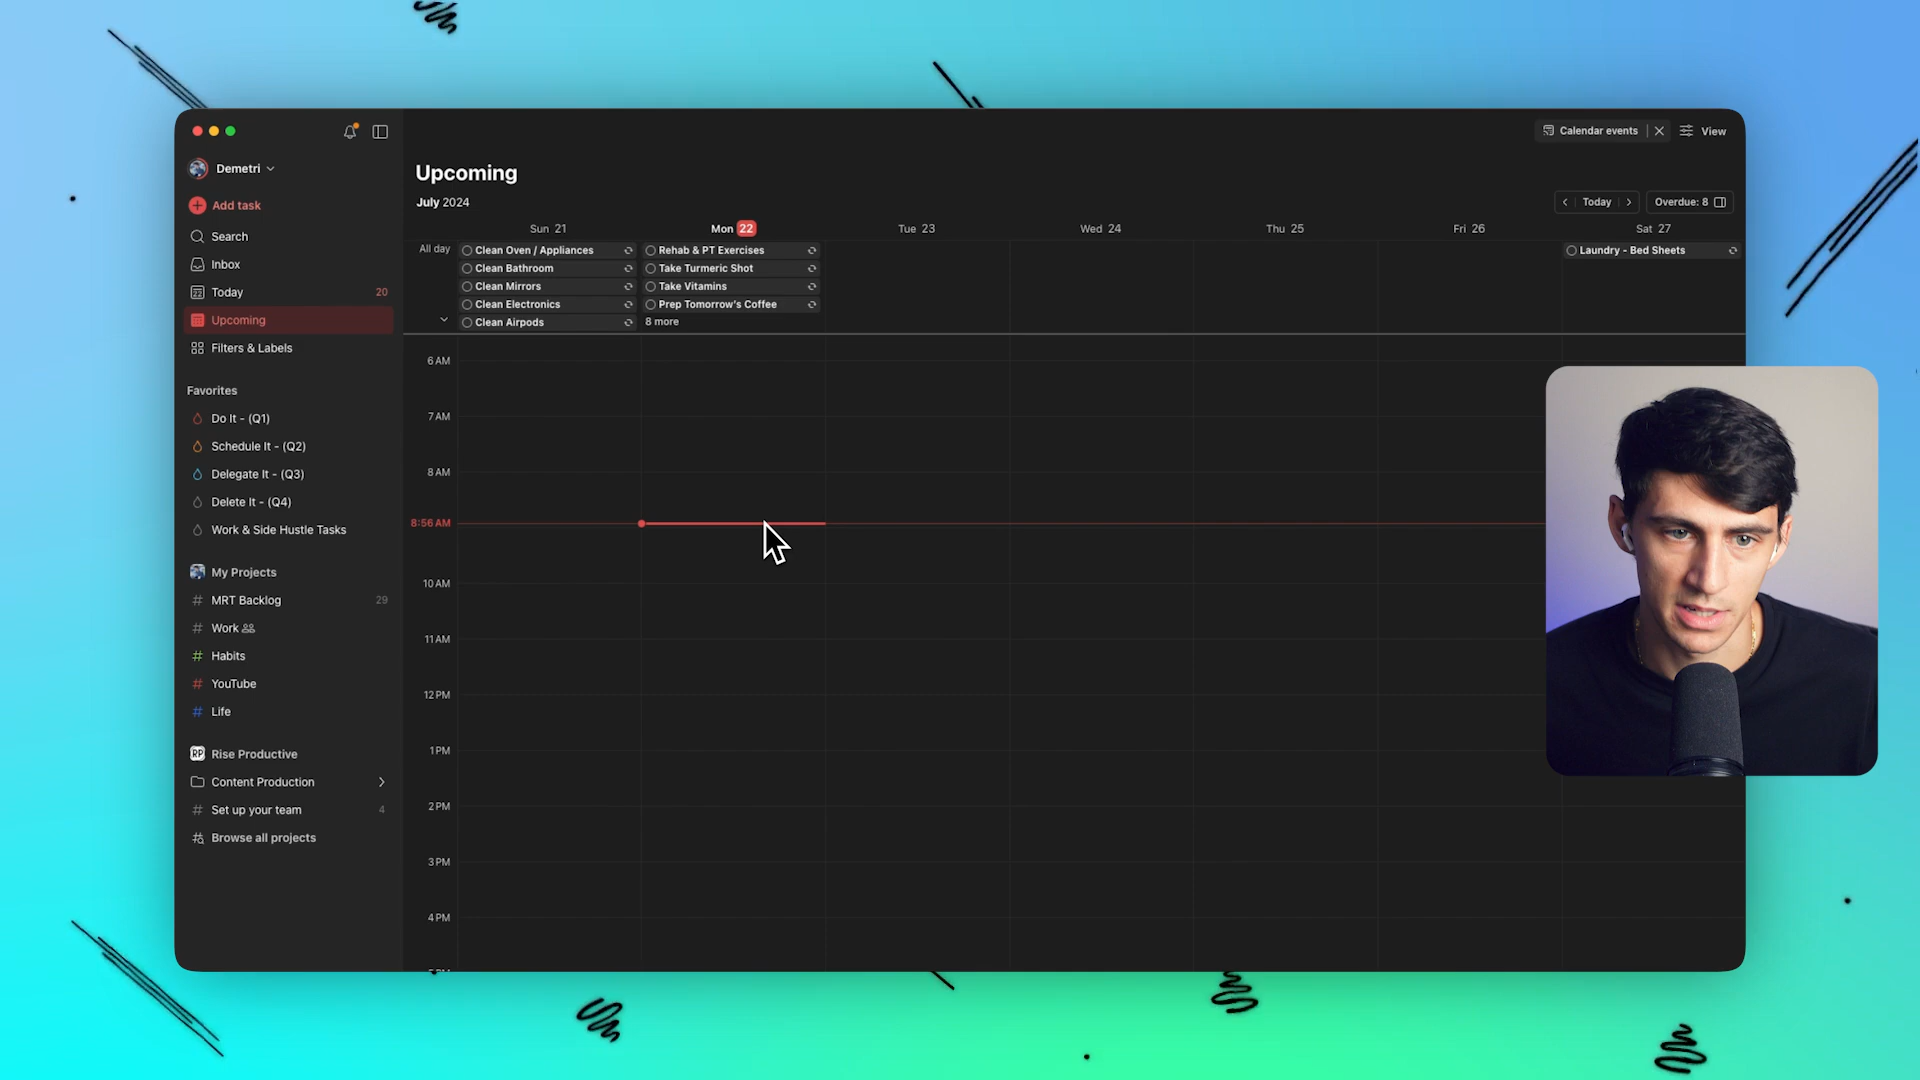 Calendar events
View
Demetri
Upcoming
July 2024
Today
Overdue: 8
Add task
Search
Inbox
Today 20
Upcoming
Filters & Labels
Favorites
Do It - (Q1)
Schedule It - (Q2)
Delegate It - (Q3)
Delete It - (Q4)
Work & Side Hustle Tasks
My Projects
MRT Backlog 29
Work
Habits
YouTube
Life
RP Rise Productive
Content Production
Set up your team 4
Browse all projects
Sun 21 Mon 22 Tue 23 Wed 24 Thu 25 Fri 26 Sat 27
All day
Clean Oven / Appliances
Clean Bathroom
Clean Mirrors
Clean Electronics
Clean Airpods
Rehab & PT Exercises
Take Turmeric Shot
Take Vitamins
Prep Tomorrow's Coffee
8 more
Laundry - Bed Sheets
6 AM
7 AM
8 AM
8:56 AM
10 AM
11 AM
12 PM
1 PM
2 PM
3 PM
4 PM